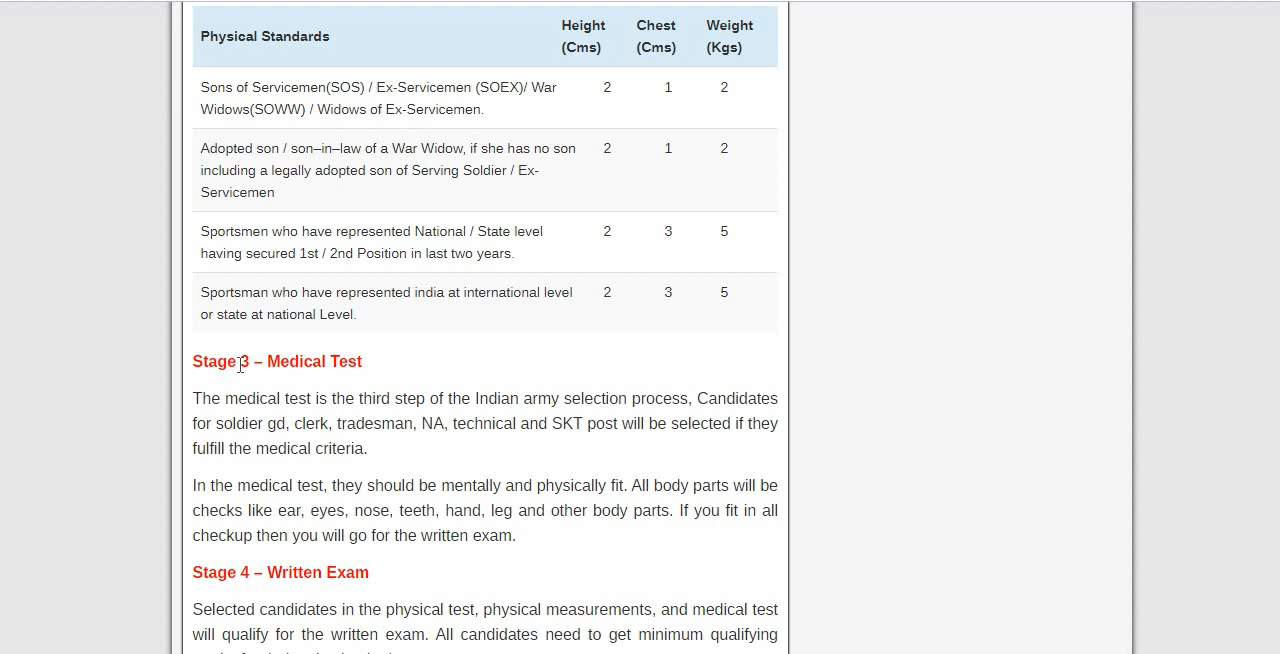 Physical Standards Height (Cms) Chest (Cms) Weight (Kgs)
Sons of Servicemen(SOS) / Ex-Servicemen (SOEX)/ War 2 1 2
Widows(SOWW) / Widows of Ex-Servicemen.
Adopted son / son–in–law of a War Widow, if she has no son 2 1 2
including a legally adopted son of Serving Soldier / Ex-
Servicemen
Sportsmen who have represented National / State level 2 3 5
having secured 1st / 2nd Position in last two years.
Sportsman who have represented india at international level 2 3 5
or state at national Level.
Stage 3 – Medical Test
The medical test is the third step of the Indian army selection process, Candidates
for soldier gd, clerk, tradesman, NA, technical and SKT post will be selected if they
fulfill the medical criteria.
In the medical test, they should be mentally and physically fit. All body parts will be
checks like ear, eyes, nose, teeth, hand, leg and other body parts. If you fit in all
checkup then you will go for the written exam.
Stage 4 – Written Exam
Selected candidates in the physical test, physical measurements, and medical test
will qualify for the written exam. All candidates need to get minimum qualifying